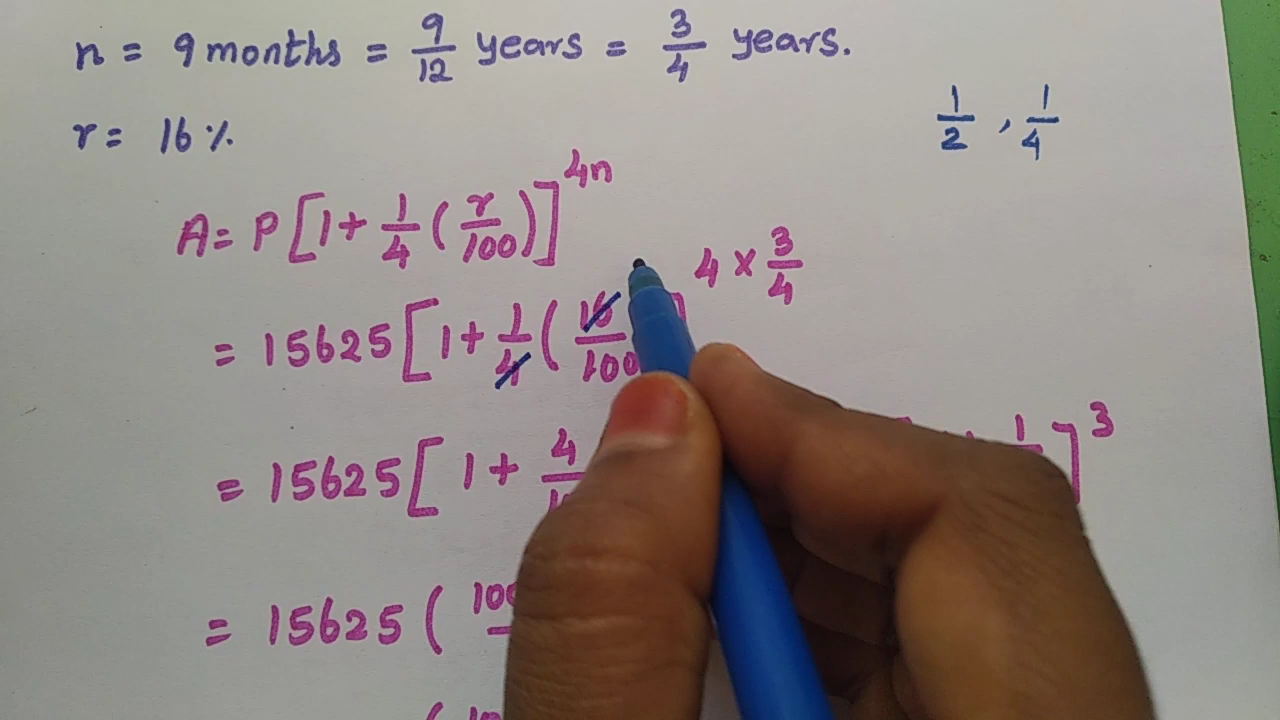 n = 9 months = 9/12 years = 3/4 years.
r = 16 %
1/2 , 1/4
A = P [1 + 1/4 (r/100)]^4n
= 15625 [1 + 1/4 (16/100 ]^4 × 3/4
= 15625 [ 1 + 4 ]^3
= 15625 (